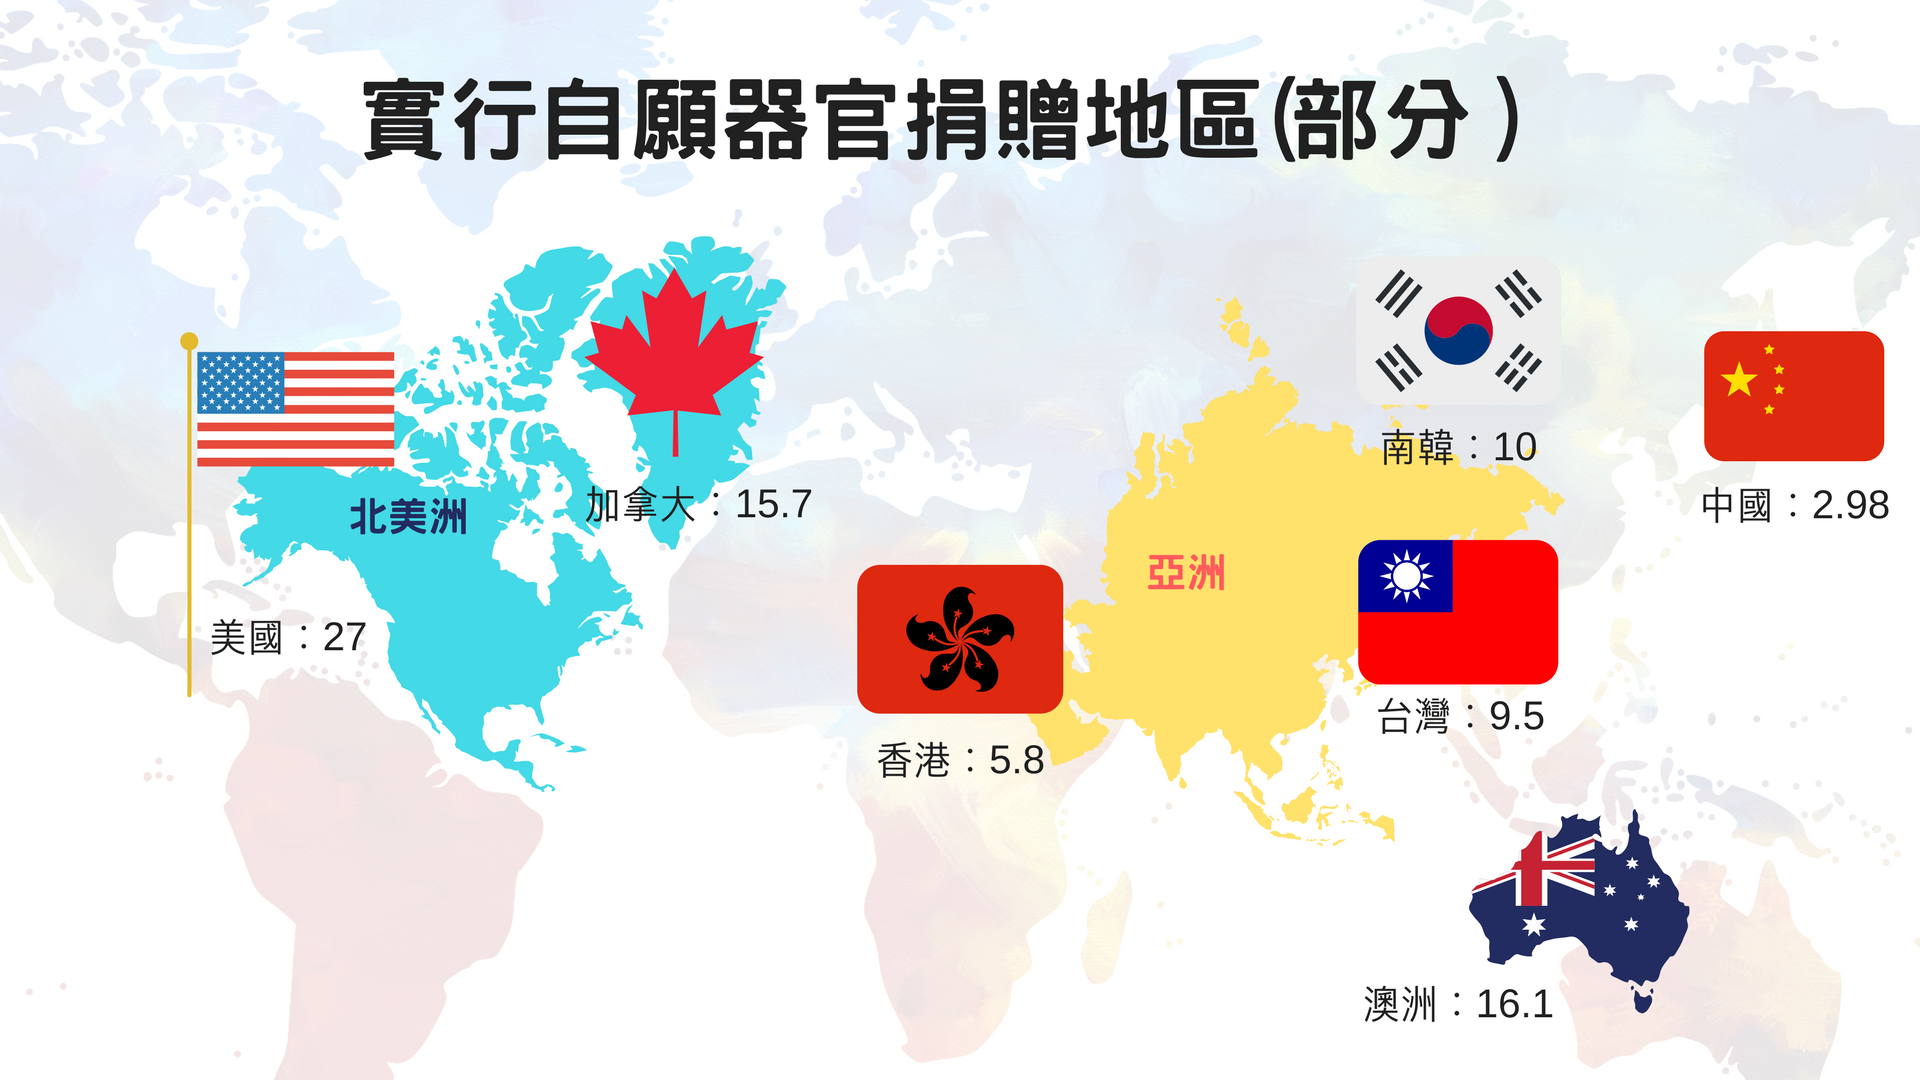 實行自願器官捐贈地區(部分)
北美洲
加拿大：15.7
美國：27
南韓：10
中國：2.98
亞洲
香港：5.8
台灣：9.5
澳洲：16.1